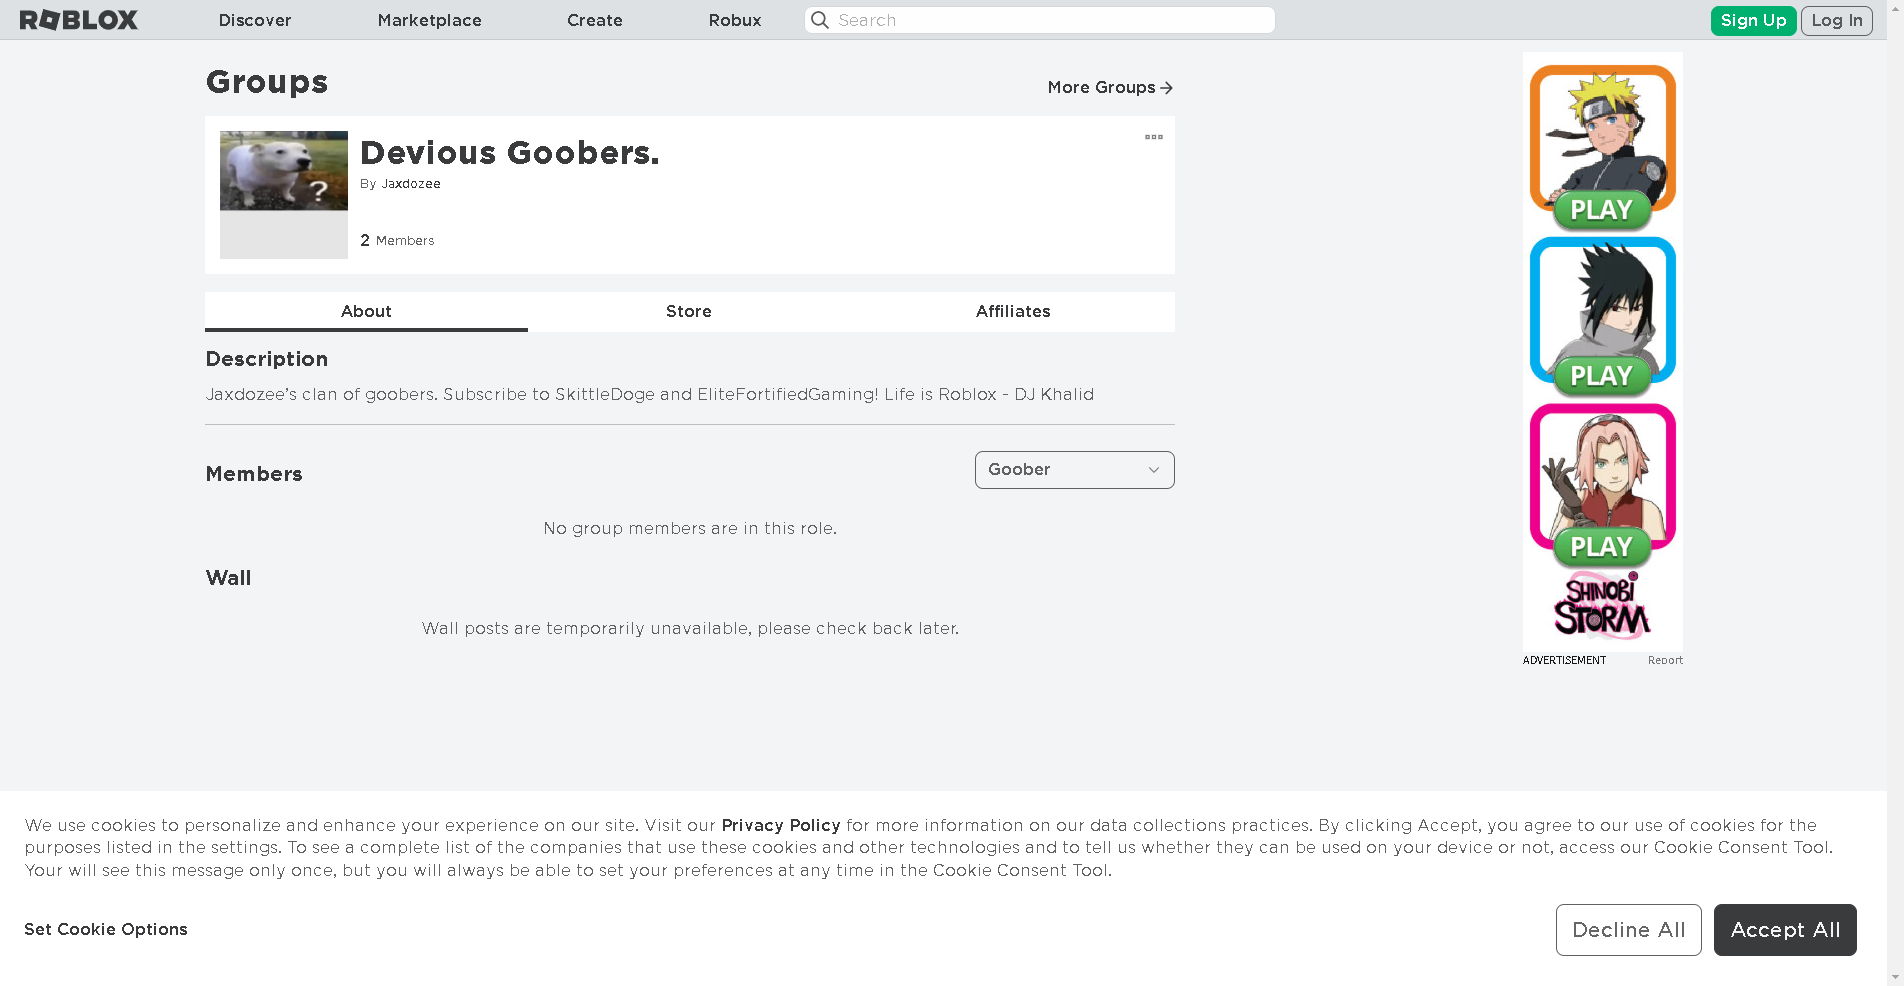 ROBLOX
Discover
Marketplace
Create
Robux
Search
Sign Up
Log In
Groups
More Groups
Devious Goobers.
By Jaxdozee
?
2 Members
About
Store
Affiliates
Description
Jaxdozee’s clan of goobers. Subscribe to SkittleDoge and EliteFortifiedGaming! Life is Roblox - DJ Khalid
Members
Goober
No group members are in this role.
Wall
Wall posts are temporarily unavailable, please check back later.
PLAY
PLAY
PLAY
SHINOBI
STORM
ADVERTISEMENT
Report
We use cookies to personalize and enhance your experience on our site. Visit our Privacy Policy for more information on our data collections practices. By clicking Accept, you agree to our use of cookies for the
purposes listed in the settings. To see a complete list of the companies that use these cookies and other technologies and to tell us whether they can be used on your device or not, access our Cookie Consent Tool.
Your will see this message only once, but you will always be able to set your preferences at any time in the Cookie Consent Tool.
Set Cookie Options
Decline All
Accept All